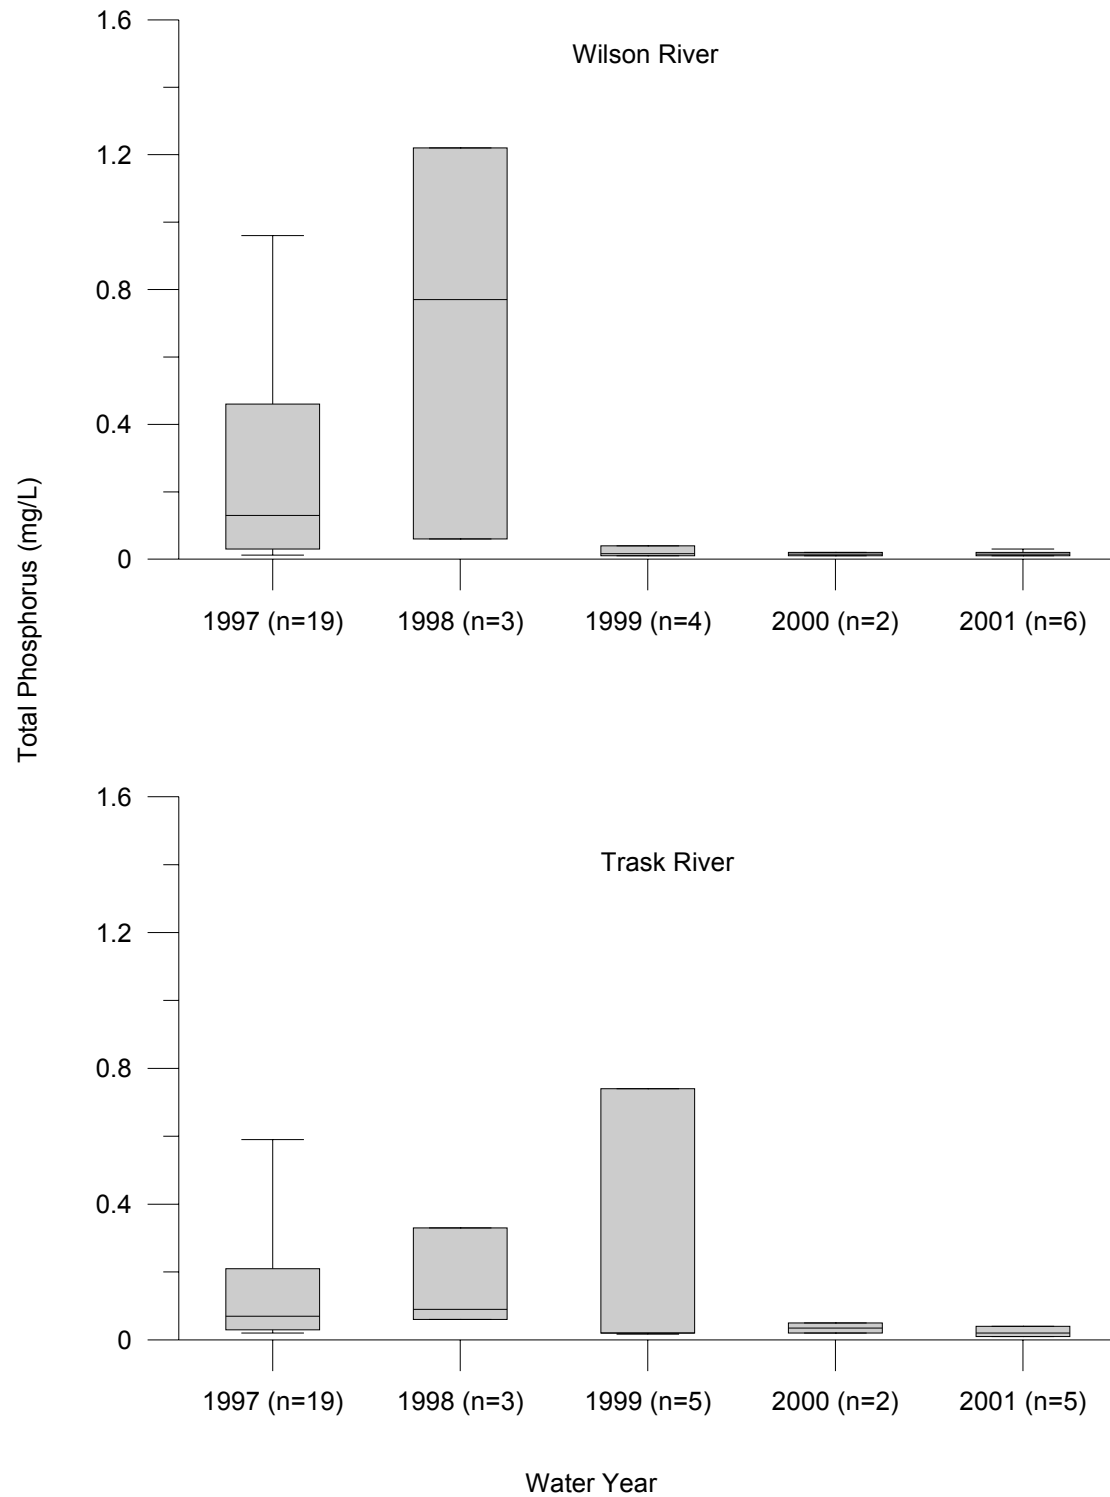 1.6
Wilson River
1.2
0.8
0.4
0
1997 (n=19) 1998 (n=3) 1999 (n=4) 2000 (n=2) 2001 (n=6)
Total Phosphorus (mg/L)
1.6
Trask River
1.2
0.8
0.4
0
1997 (n=19) 1998 (n=3) 1999 (n=5) 2000 (n=2) 2001 (n=5)
Water Year